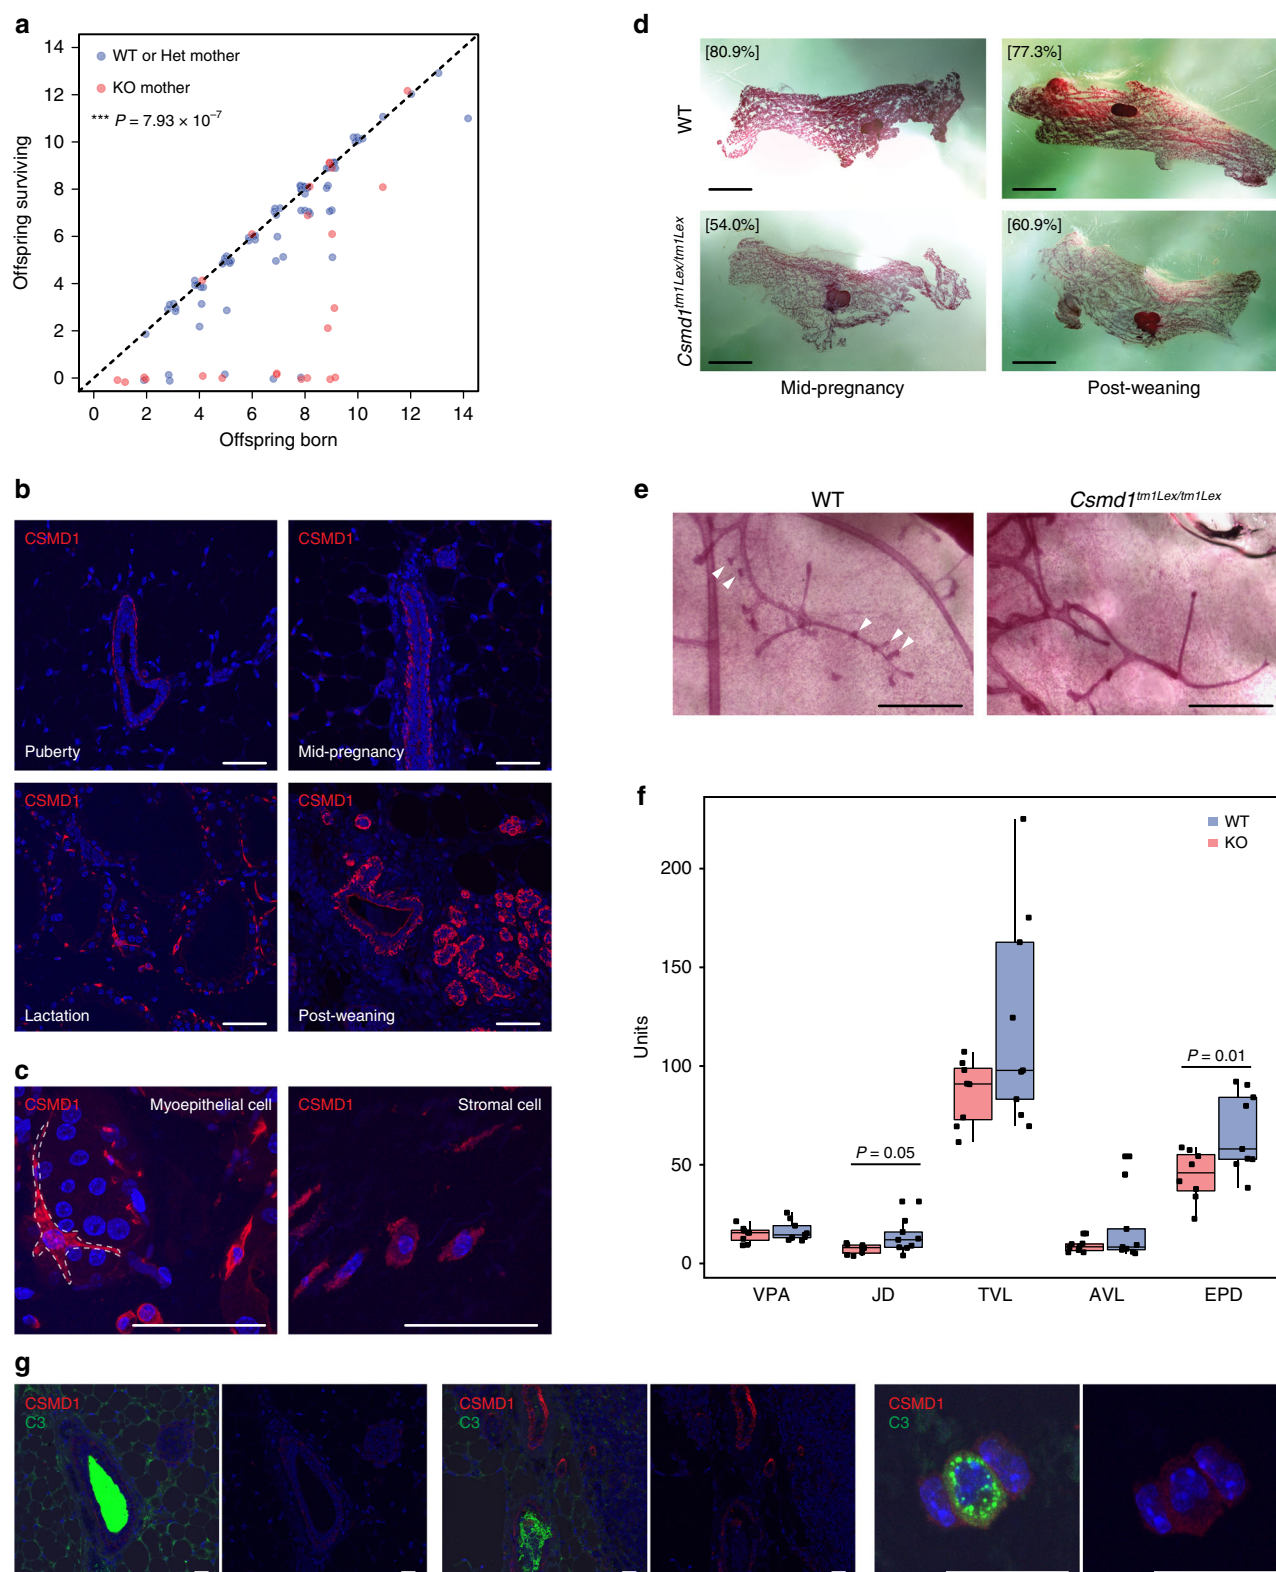 a
14
12
10
8
6
4
2
0
Offspring surviving
WT or Het mother
KO mother
*** P = 7.93 × 10⁻⁷
0 2 4 6 8 10 12 14
Offspring born
b
CSMD1
Puberty
CSMD1
Mid-pregnancy
CSMD1
Lactation
CSMD1
Post-weaning
c
CSMD1 Myoepithelial cell
CSMD1 Stromal cell
d
WT
[80.9%]
[77.3%]
Csmd1tm1Lex/tm1Lex
[54.0%]
[60.9%]
Mid-pregnancy Post-weaning
e
WT Csmd1tm1Lex/tm1Lex
f
Units
200
150
100
50
0
WT
KO
P = 0.05
P = 0.01
VPA JD TVL AVL EPD
g
CSMD1
C3
CSMD1
C3
CSMD1
C3